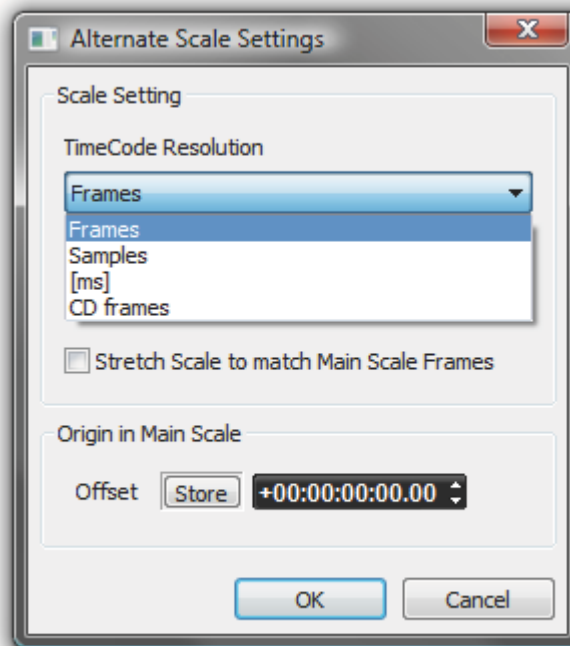 Alternate Scale Settings
Scale Setting
TimeCode Resolution
Frames
Frames
Samples
[ms]
CD frames
Stretch Scale to match Main Scale Frames
Origin in Main Scale
Offset Store +00:00:00:00.00
OK Cancel